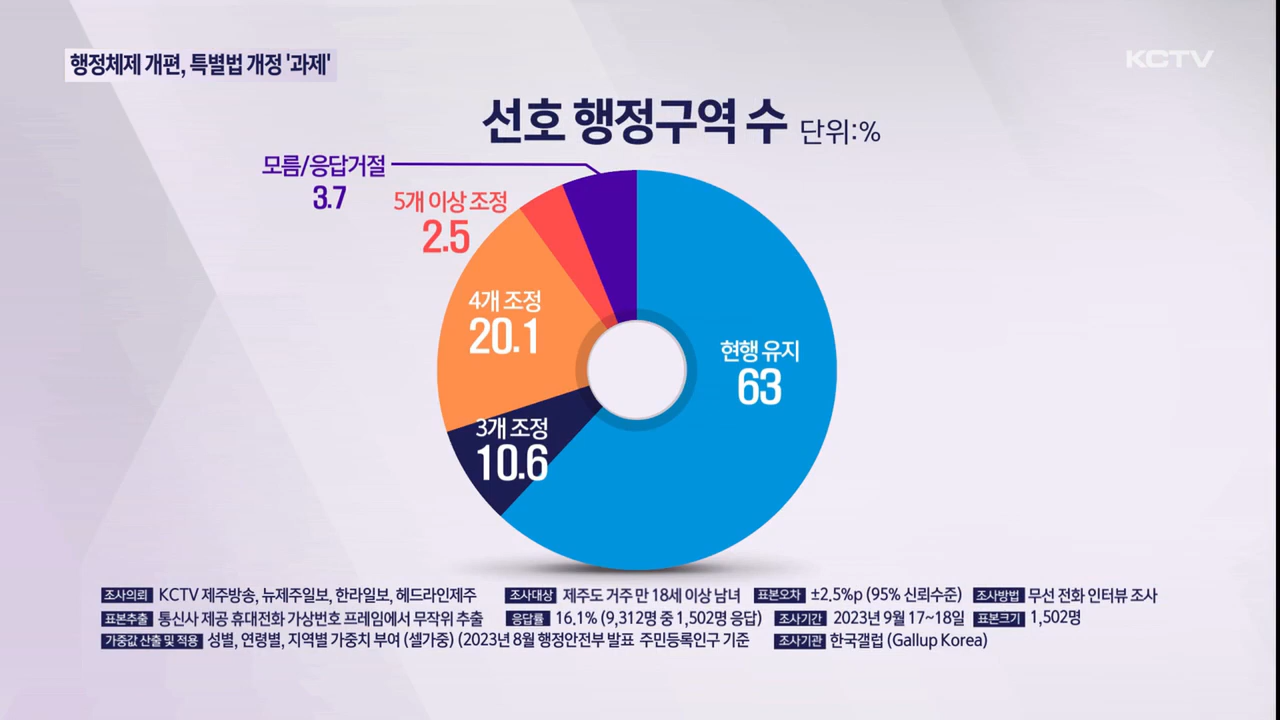 행정체제 개편, 특별법 개정 '과제'
KCTV
선호 행정구역 수 단위:%
모름/응답거절
3.7
5개 이상 조정
2.5
4개 조정
20.1
현행 유지
63
3개 조정
10.6
조사의뢰 KCTV 제주방송, 뉴제주일보, 한라일보, 헤드라인제주 조사대상 제주도 거주 만 18세 이상 남녀 표본오차 ±2.5%p (95% 신뢰수준) 조사방법 무선 전화 인터뷰 조사
표본추출 통신사 제공 휴대전화 가상번호 프레임에서 무작위 추출 응답률 16.1% (9,312명 중 1,502명 응답) 조사기간 2023년 9월 17~18일 표본크기 1,502명
가중값 산출 및 적용 성별, 연령별, 지역별 가중치 부여 (셀가중) (2023년 8월 행정안전부 발표 주민등록인구 기준 조사기관 한국갤럽 (Gallup Korea)